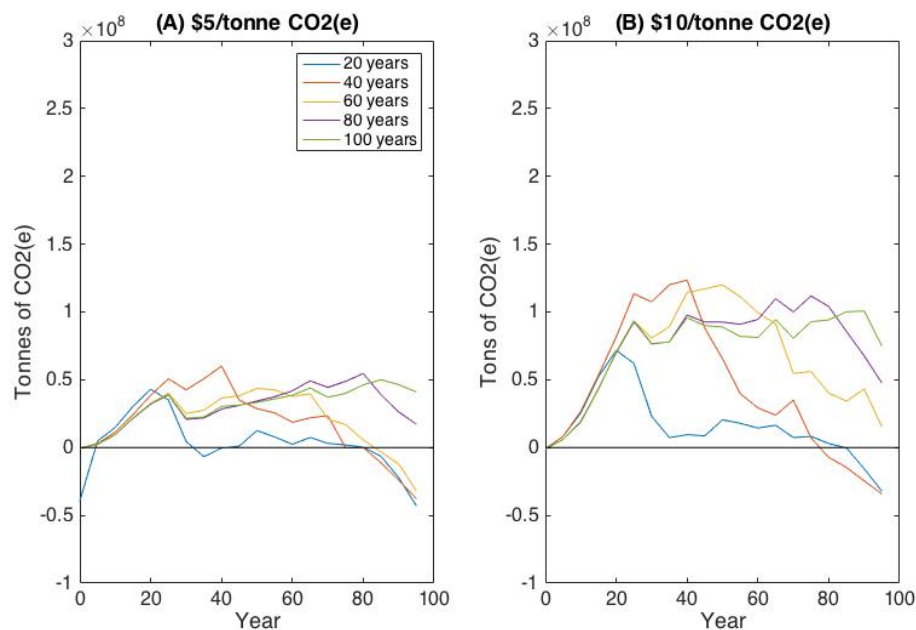 (A) $5/tonne CO2(e)
×10^8
3
2.5
2
1.5
1
0.5
0
-0.5
-1
0 20 40 60 80 100
Year
Tonnes of CO2(e)
20 years
40 years
60 years
80 years
100 years
(B) $10/tonne CO2(e)
×10^8
3
2.5
2
1.5
1
0.5
0
-0.5
-1
0 20 40 60 80 100
Year
Tons of CO2(e)